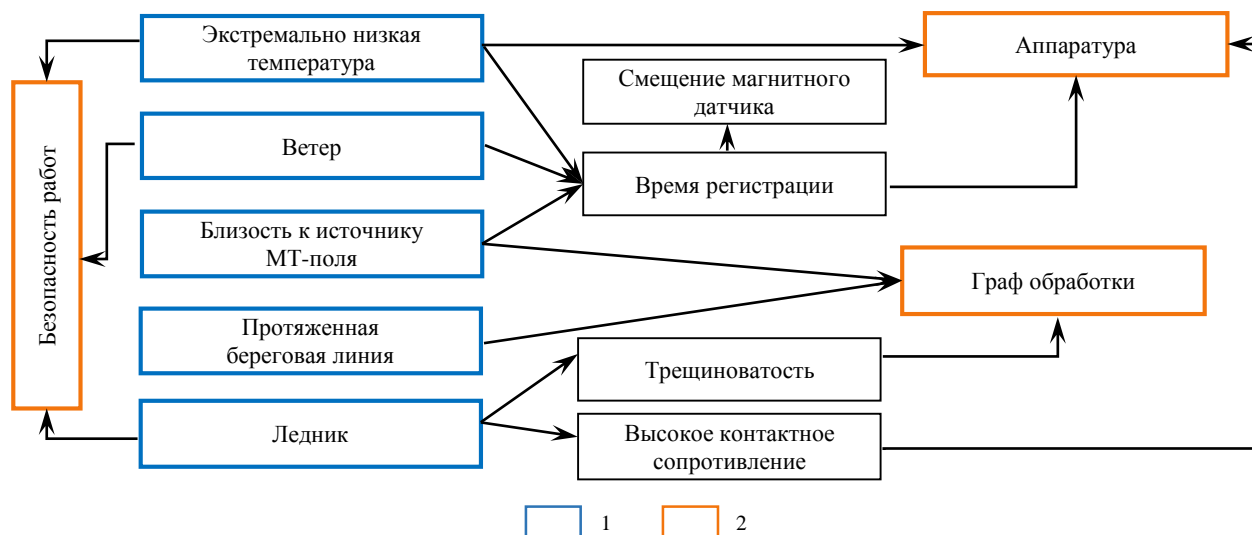 Экстремально низкая
температура
Аппаратура
Смещение магнитного
датчика
Ветер
Время регистрации
Безопасность работ
Близость к источнику
МТ-поля
Граф обработки
Протяженная
береговая линия
Трещиноватость
Ледник
Высокое контактное
сопротивление
1
2